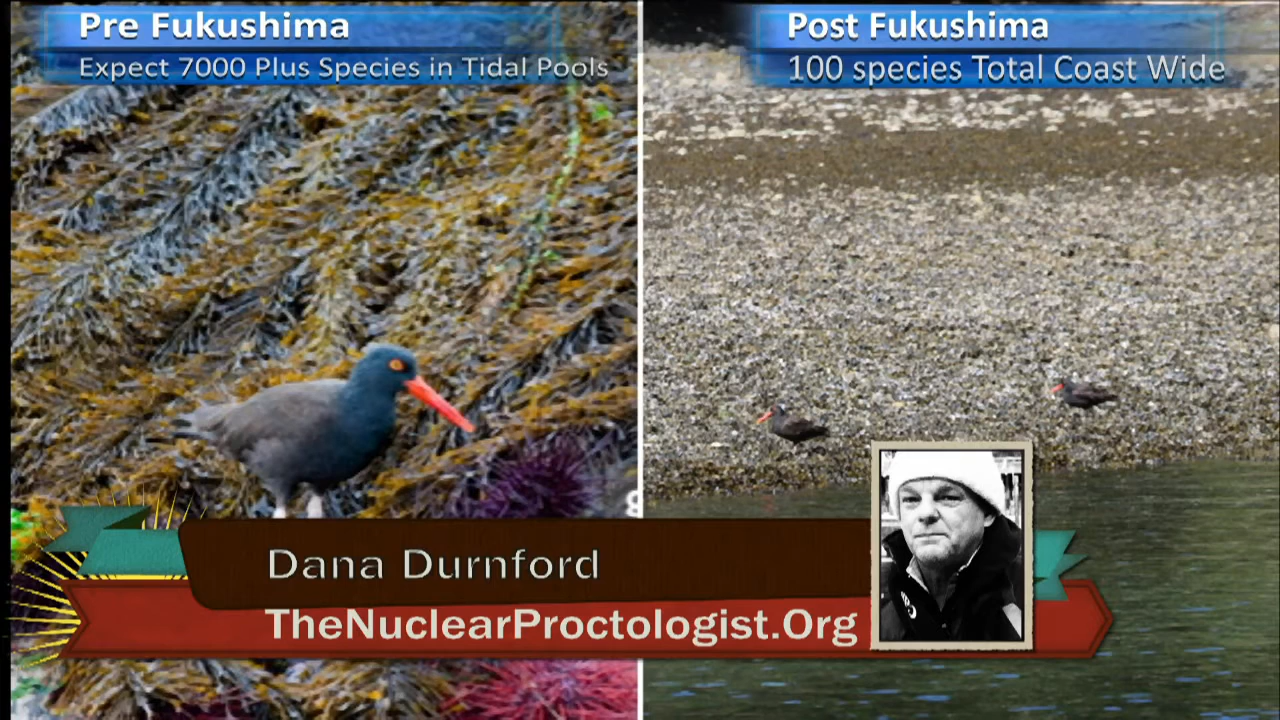 Pre Fukushima
Expect 7000 Plus Species in Tidal Pools
Post Fukushima
100 species Total Coast Wide
8
Dana Durnford
TheNuclearProctologist.Org